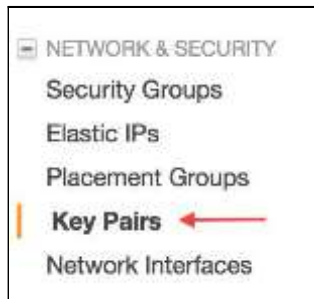 NETWORK & SECURITY
Security Groups
Elastic IPs
Placement Groups
Key Pairs
Network Interfaces